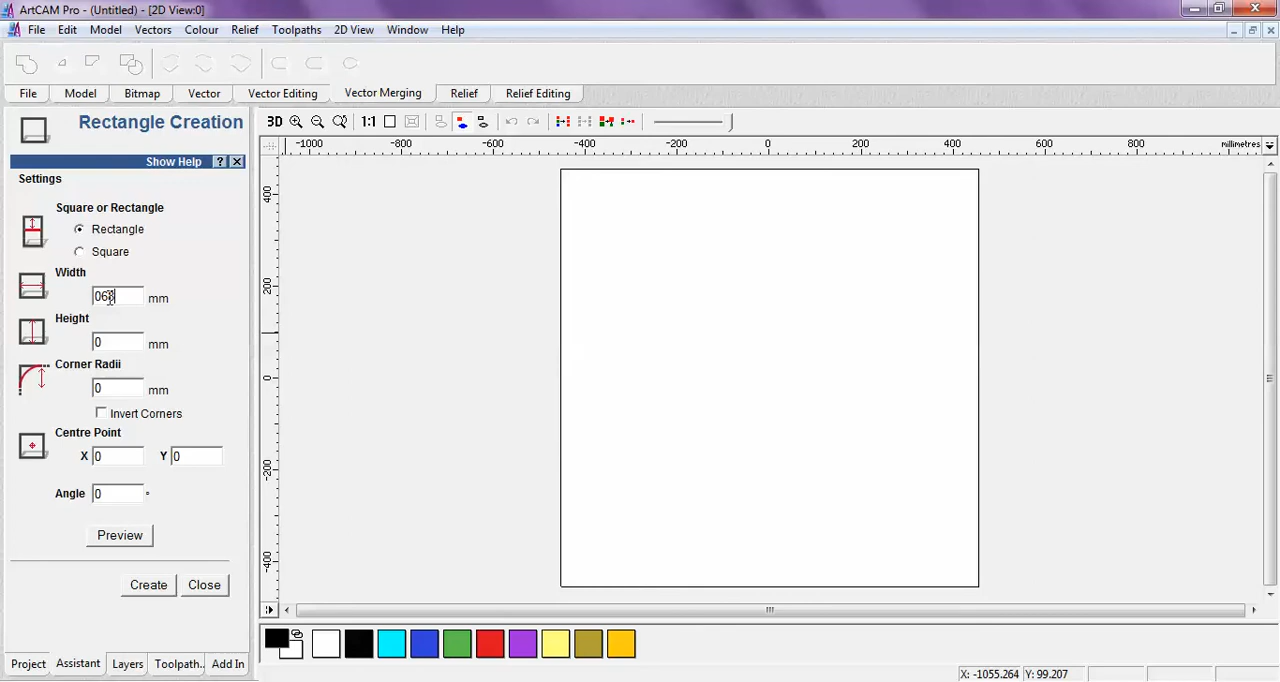 ArtCAM Pro - (Untitled) - [2D View:0]
File Edit Model Vectors Colour Relief Toolpaths 2D View Window Help
File Model Bitmap Vector Vector Editing Vector Merging Relief Relief Editing
Rectangle Creation
3D 1:1
Show Help ? X
-1000 -800 -600 -400 -200 0 200 400 600 800 millimetres
Settings
400
200
0
-200
-400
Square or Rectangle
Rectangle
Square
Width
mm
Height
0 mm
Corner Radii
0 mm
Invert Corners
Centre Point
X 0 Y 0
Angle 0 °
Preview
Create Close
Project Assistant Layers Toolpath.. Add In
X: -1055.264 Y: 99.207